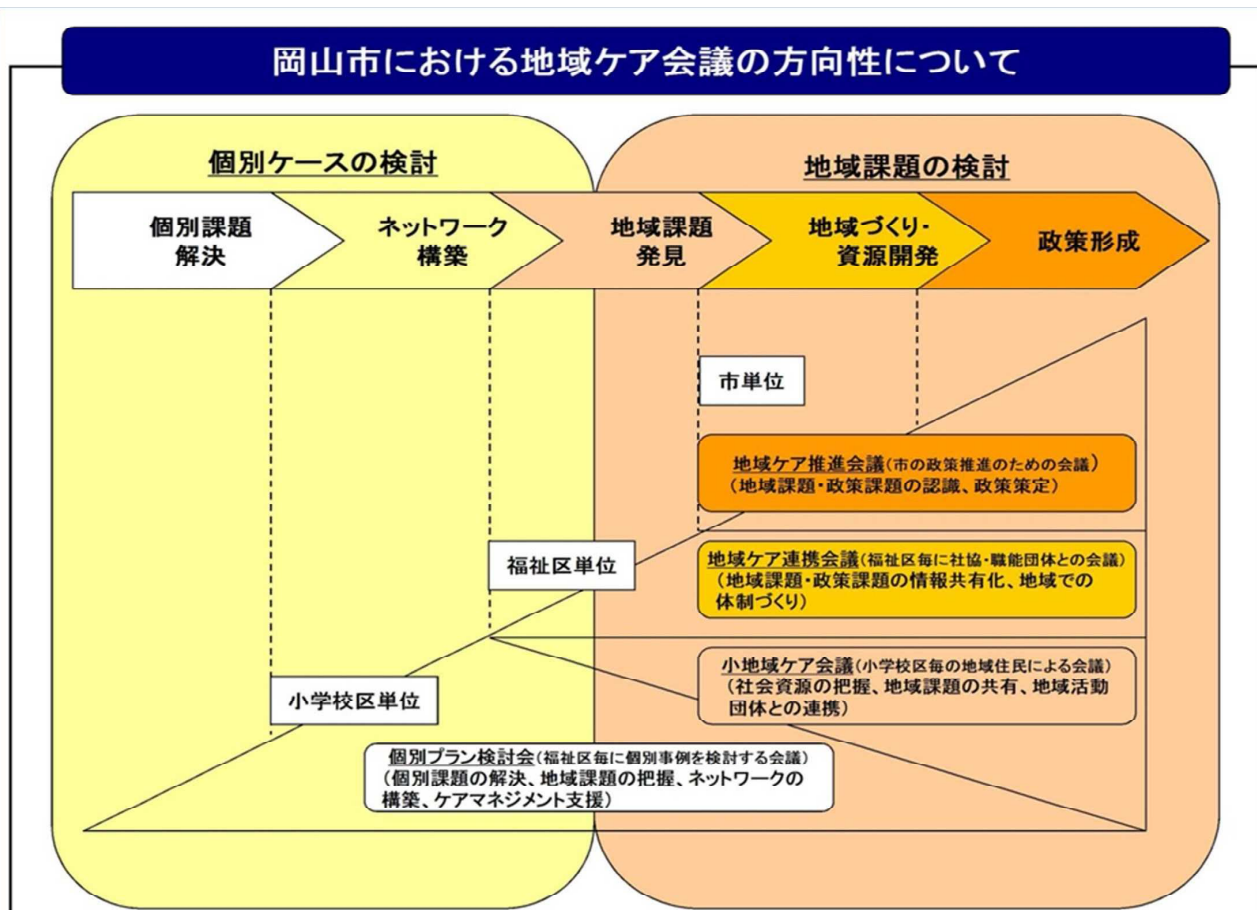 岡山市における地域ケア会議の方向性について
個別ケースの検討
地域課題の検討
個別課題
解決
ネットワーク
構築
地域課題
発見
地域づくり・
資源開発
政策形成
市単位
地域ケア推進会議(市の政策推進のための会議)
(地域課題・政策課題の認識、政策策定)
福祉区単位
地域ケア連携会議(福祉区毎に社協・職能団体との会議)
(地域課題・政策課題の情報共有化、地域での
体制づくり)
小学校区単位
小地域ケア会議(小学校区毎の地域住民による会議)
(社会資源の把握、地域課題の共有、地域活動
団体との連携)
個別プラン検討会(福祉区毎に個別事例を検討する会議)
(個別課題の解決、地域課題の把握、ネットワークの
構築、ケアマネジメント支援)